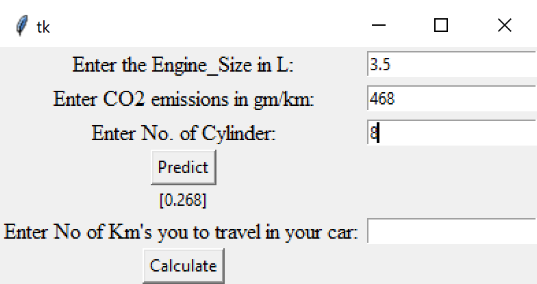 tk
Enter the Engine_Size in L: 3.5
Enter CO2 emissions in gm/km: 468
Enter No. of Cylinder: 8
Predict
[0.268]
Enter No of Km's you to travel in your car:
Calculate